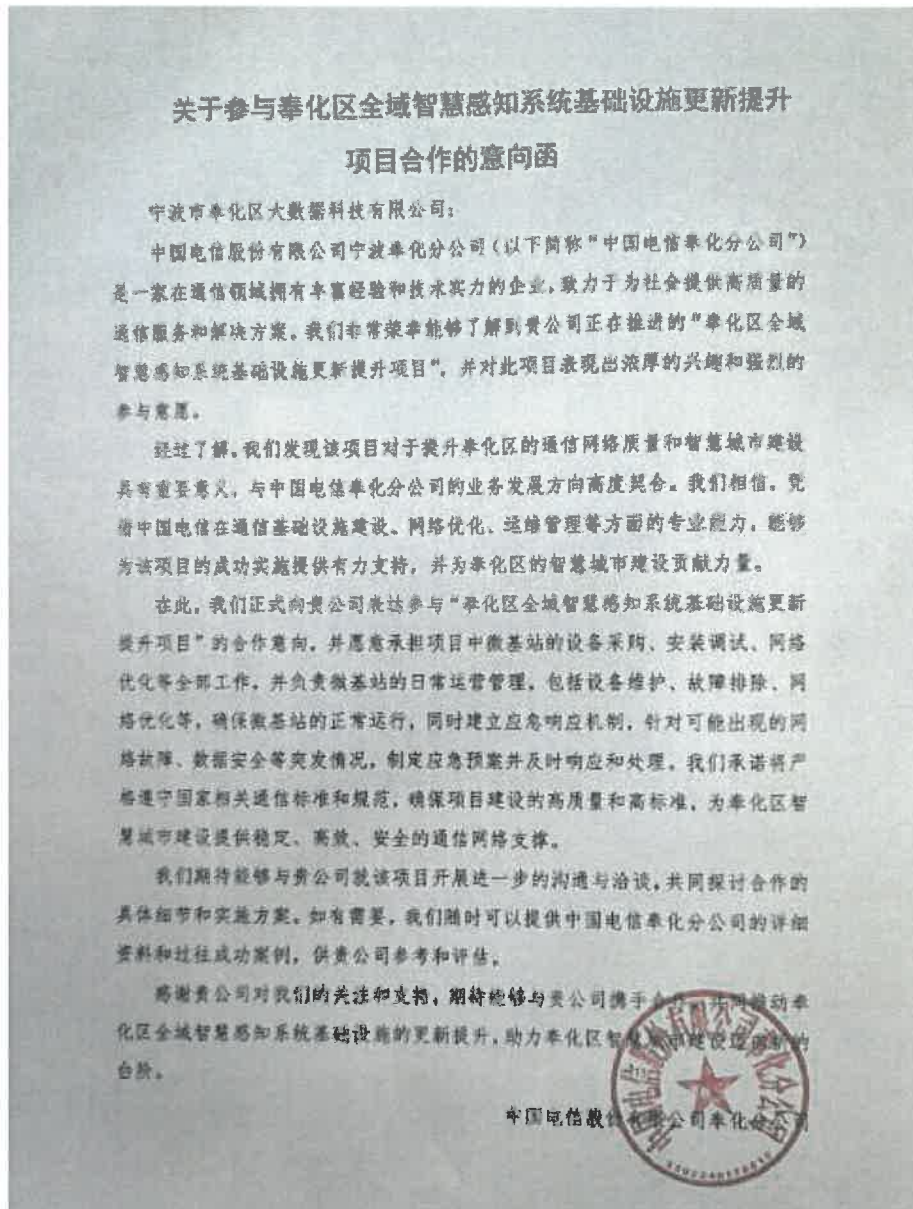 关于参与奉化区全域智慧感知系统基础设施更新提升
项目合作的意向函
宁波市奉化区大数据科技有限公司：
中国电信股份有限公司宁波奉化分公司（以下简称“中国电信奉化分公司”）
是一家在通信领域拥有丰富经验和技术实力的企业，致力于为社会提供高质量的
通信服务和解决方案。我们非常荣幸能够了解到贵公司正在推进的“奉化区全域
智慧感知系统基础设施更新提升项目”，并对此项目表现出浓厚的兴趣和强烈的
参与意愿。
经过了解，我们发现该项目对于提升奉化区的通信网络质量和智慧城市建设
具有重要意义，与中国电信奉化分公司的业务发展方向高度契合。我们相信，凭
借中国电信在通信基础设施建设、网络优化、运维管理等方面的专业能力，能够
为该项目的成功实施提供有力支持，并为奉化区的智慧城市建设贡献力量。
在此，我们正式向贵公司表达参与“奉化区全域智慧感知系统基础设施更新
提升项目”的合作意向，并愿意承担项目中微基站的设备采购、安装调试、网络
优化等全部工作，并负责微基站的日常运营管理，包括设备维护、故障排除、网
络优化等，确保微基站的正常运行，同时建立应急响应机制，针对可能出现的网
络故障、数据安全等突发情况，制定应急预案并及时响应和处理。我们承诺将严
格遵守国家相关通信标准和规范，确保项目建设的高质量和高标准，为奉化区智
慧城市建设提供稳定、高效、安全的通信网络支撑。
我们期待能够与贵公司就该项目开展进一步的沟通与洽谈，共同探讨合作的
具体细节和实施方案。如有需要，我们随时可以提供中国电信奉化分公司的详细
资料和过往成功案例，供贵公司参考和评估。
感谢贵公司对我们的关注和支持，期待能够与贵公司携手合作，共同推动奉
化区全域智慧感知系统基础设施的更新提升，助力奉化区智慧城市建设迈向新的
台阶。
中国电信股份有限公司奉化分公司